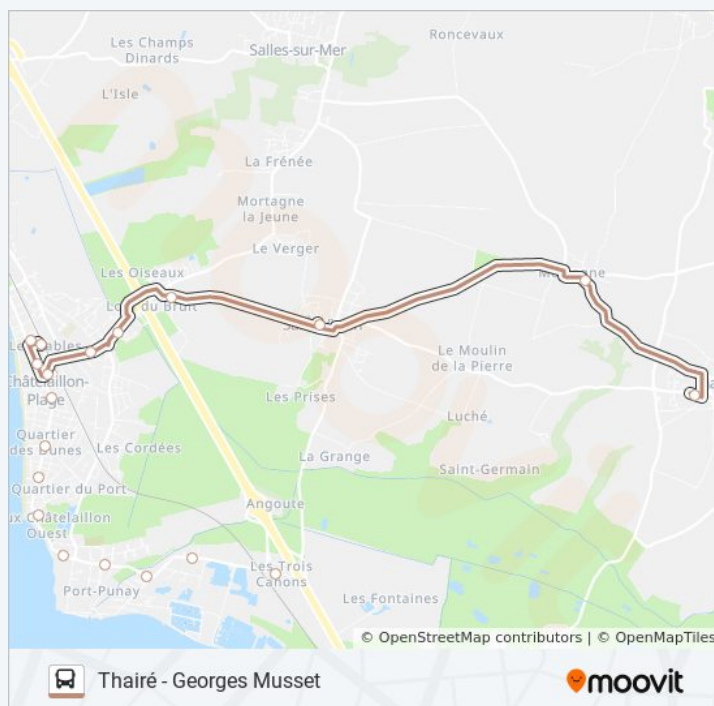 Les Champs
Dinards
Salles-sur-Mer
Roncevaux
L'Isle
La Frénée
Mortagne
la Jeune
Le Verger
Les Oiseaux
Le Moulin
de la Pierre
Châtelaillon-
Plage
Les Prises
Luché
Quartier
des Dunes
Les Cordées
La Grange
Saint-Germain
Quartier du Port
Angoute
ux Châtelaillon
Ouest
Les Trois
Canons
Port-Punay
Les Fontaines
© OpenStreetMap contributors | © OpenMapTiles
Thairé - Georges Musset
moovit